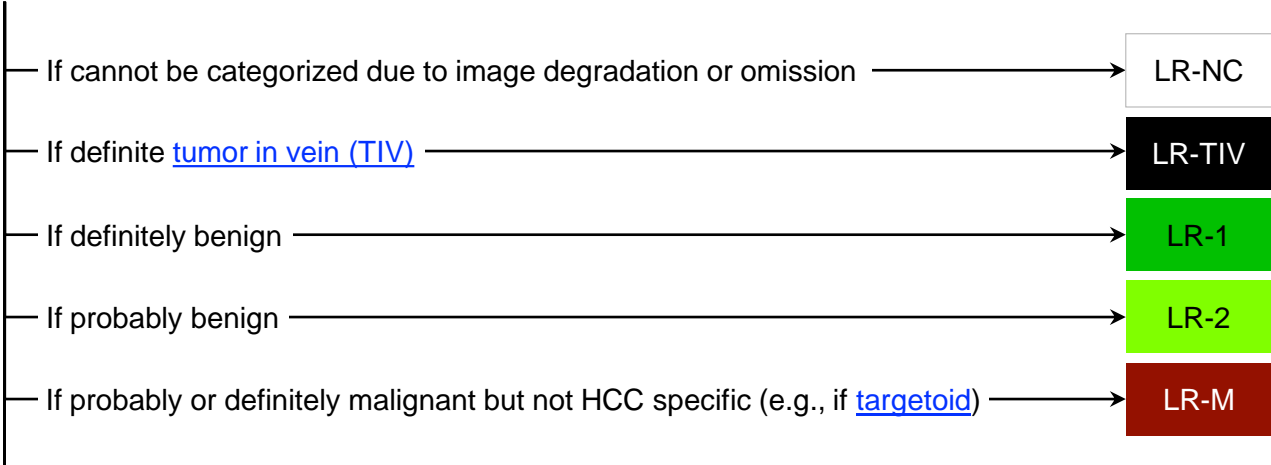 If cannot be categorized due to image degradation or omission LR-NC
If definite tumor in vein (TIV) LR-TIV
If definitely benign LR-1
If probably benign LR-2
If probably or definitely malignant but not HCC specific (e.g., if targetoid) LR-M